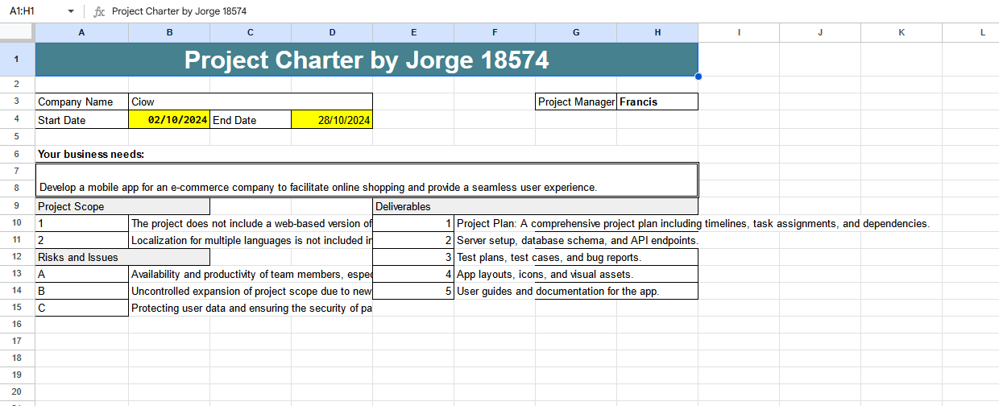 A1:H1 Project Charter by Jorge 18574
A B C D E F G H I J K L
1 Project Charter by Jorge 18574
2
3 Company Name Ciow Project Manager Francis
4 Start Date 02/10/2024 End Date 28/10/2024
5
6 Your business needs:
7
8 Develop a mobile app for an e-commerce company to facilitate online shopping and provide a seamless user experience.
9 Project Scope Deliverables
10 1 The project does not include a web-based version of 1 Project Plan: A comprehensive project plan including timelines, task assignments, and dependencies.
11 2 Localization for multiple languages is not included in 2 Server setup, database schema, and API endpoints.
12 Risks and Issues 3 Test plans, test cases, and bug reports.
13 A Availability and productivity of team members, espec 4 App layouts, icons, and visual assets.
14 B Uncontrolled expansion of project scope due to new 5 User guides and documentation for the app.
15 C Protecting user data and ensuring the security of pa
16
17
18
19
20